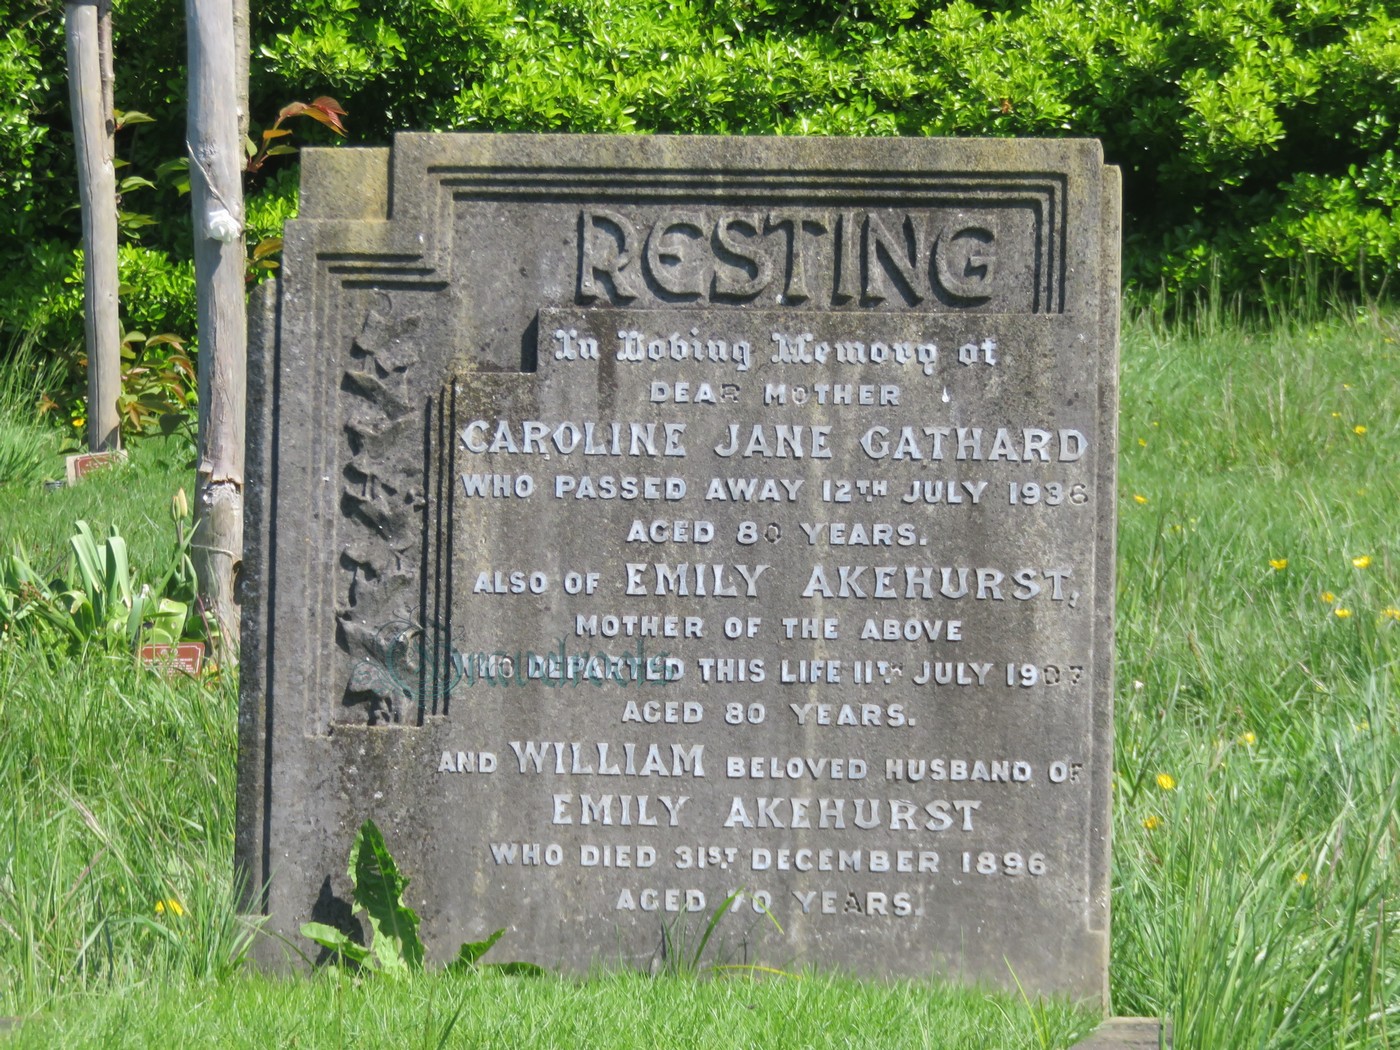 RESTING
In Loving Memory of
DEAR MOTHER
CAROLINE JANE GATHARD
WHO PASSED AWAY 12TH JULY 1936
AGED 80 YEARS.
ALSO OF EMILY AKEHURST,
MOTHER OF THE ABOVE
WHO DEPARTED THIS LIFE 11TH JULY 1907
AGED 80 YEARS.
AND WILLIAM BELOVED HUSBAND OF
EMILY AKEHURST
WHO DIED 31ST DECEMBER 1896
AGED 70 YEARS.